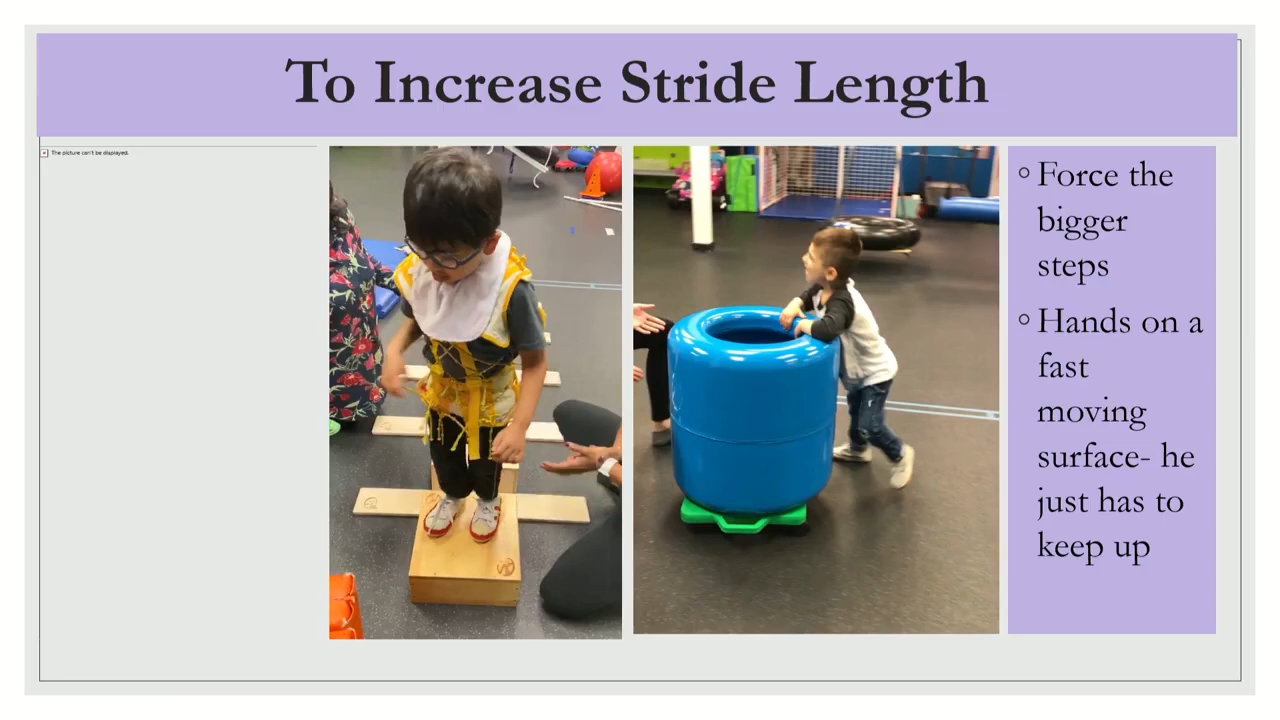 To Increase Stride Length
The picture can't be displayed.
◦ Force the
bigger
steps
◦ Hands on a
fast
moving
surface- he
just has to
keep up